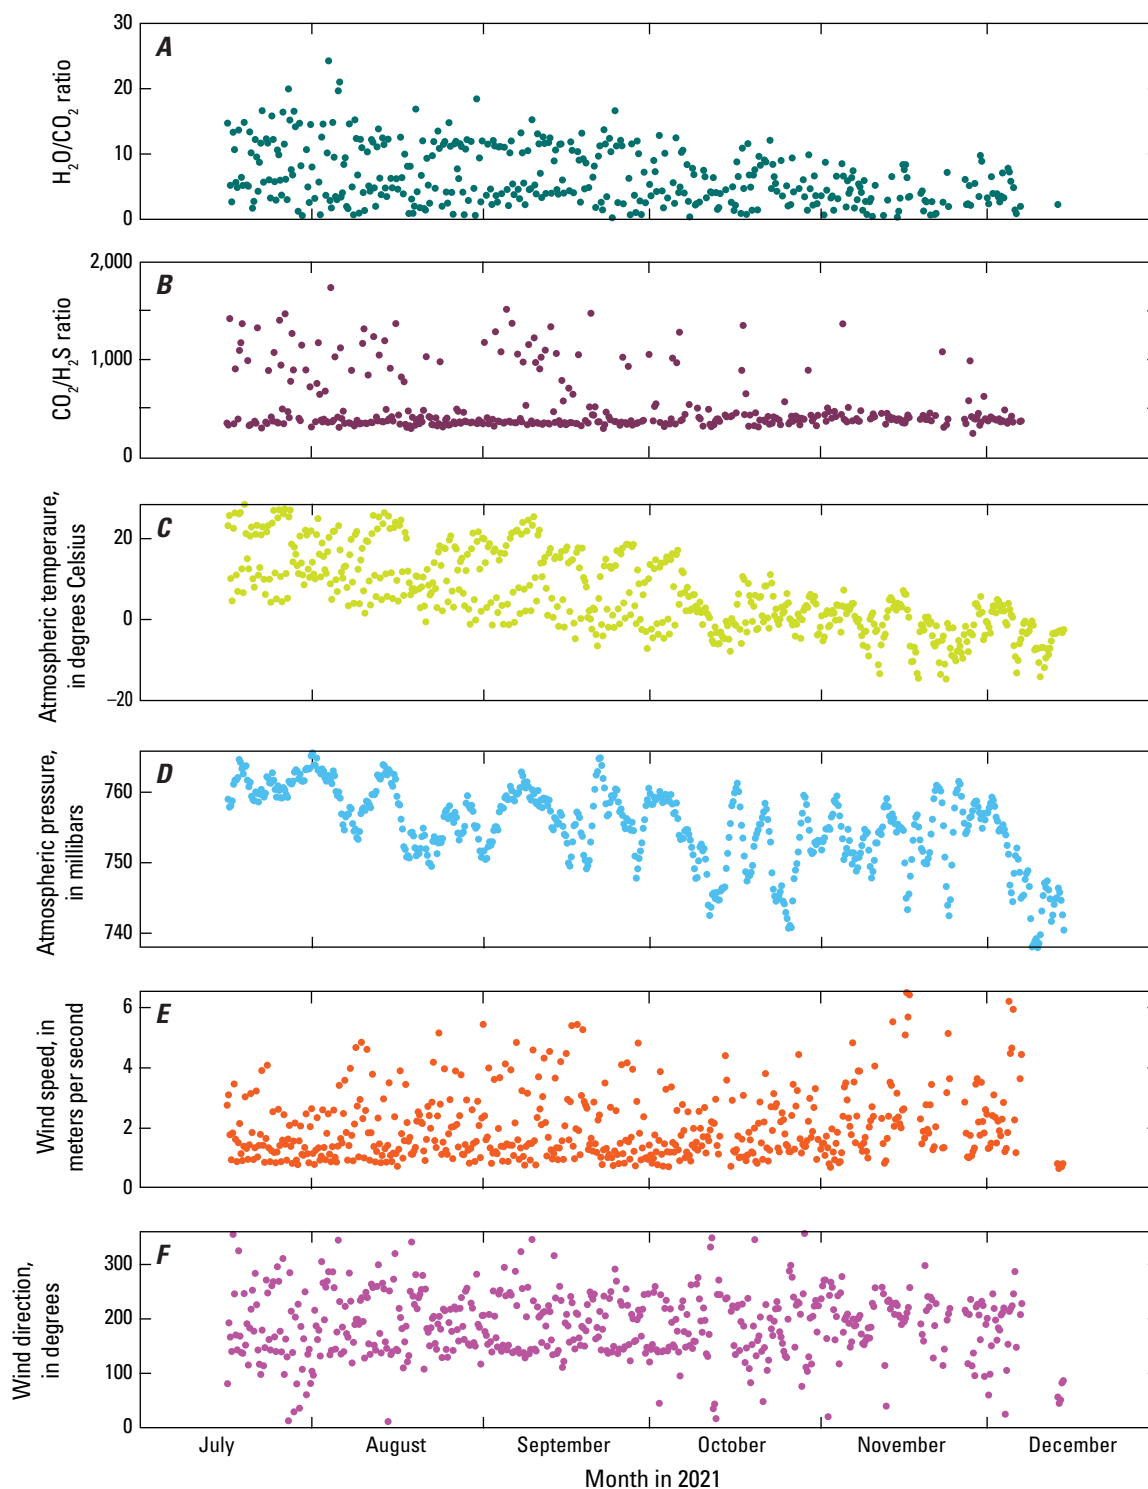 A
H₂O/CO₂ ratio
30
20
10
0
B
CO₂/H₂S ratio
2,000
1,000
0
C
Atmospheric temperaure,
in degrees Celsius
20
0
−20
D
Atmospheric pressure,
in millibars
760
750
740
E
Wind speed, in
meters per second
6
4
2
0
F
Wind direction,
in degrees
300
200
100
0
July August September October November December
Month in 2021